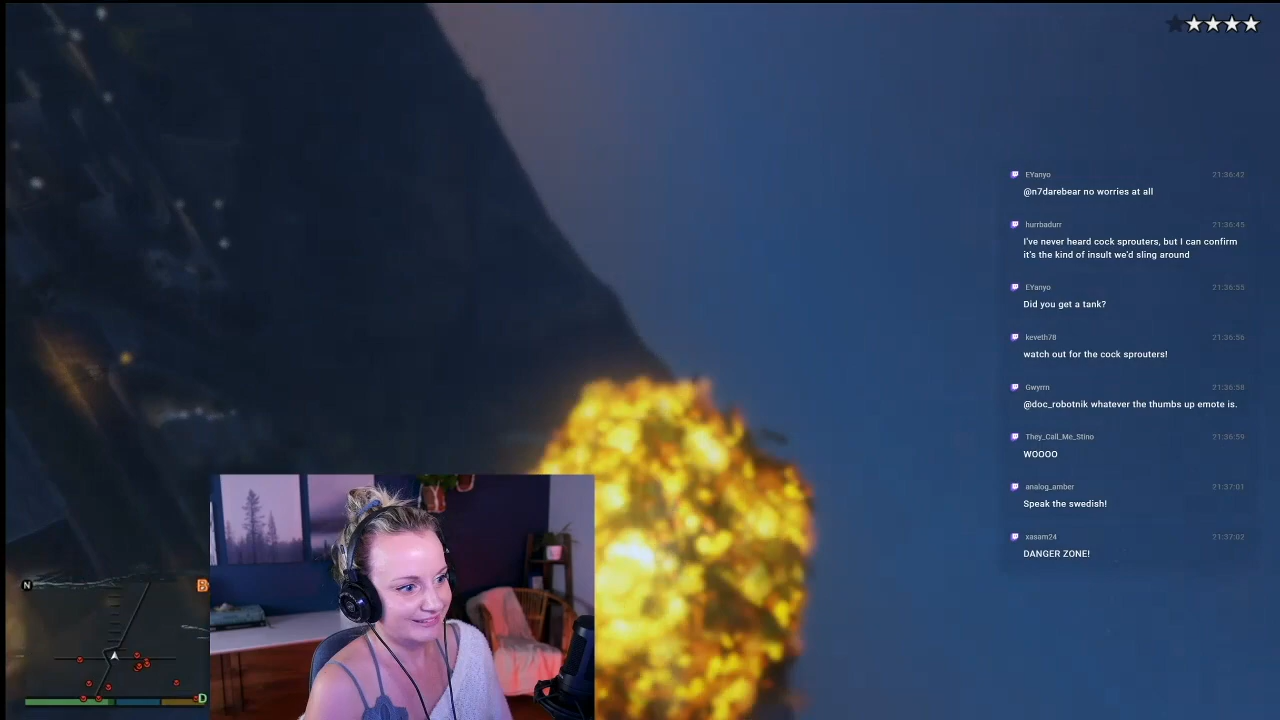 EYanyo 21:36:42
@n7darebear no worries at all
hurrbadurr 21:36:45
I've never heard cock sprouters, but I can confirm
it's the kind of insult we'd sling around
EYanyo 21:36:55
Did you get a tank?
keveth78 21:36:56
watch out for the cock sprouters!
Gwyrrn 21:36:58
@doc_robotnik whatever the thumbs up emote is.
They_Call_Me_Stino 21:36:59
WOOOO
analog_amber 21:37:01
Speak the swedish!
xasam24 21:37:02
DANGER ZONE!
N
B
D